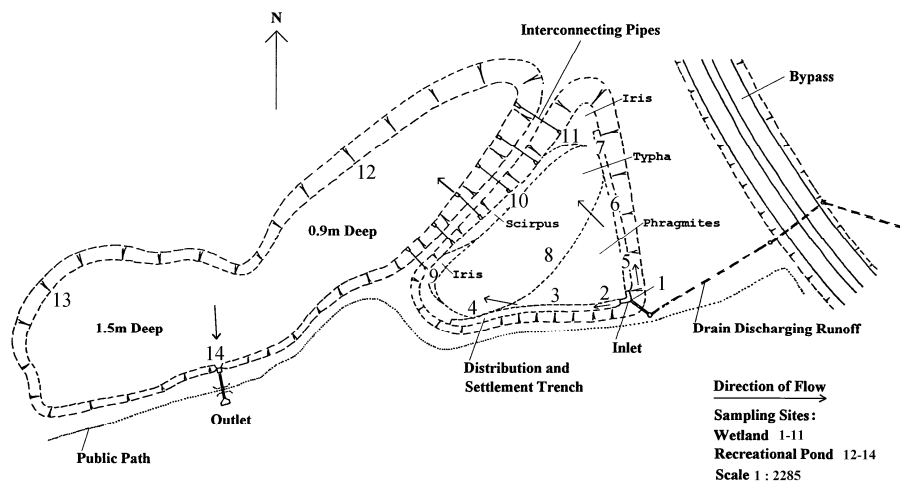 N
Interconnecting Pipes
Bypass
Iris
11
12
7
Typha
10
6
Scirpus
Phragmites
0.9m Deep
8
9
Iris
5
13
1
2
3
4
1.5m Deep
Inlet
Drain Discharging Runoff
14
Distribution and
Settlement Trench
Outlet
Public Path
Direction of Flow
Sampling Sites:
Wetland 1-11
Recreational Pond 12-14
Scale 1 : 2285